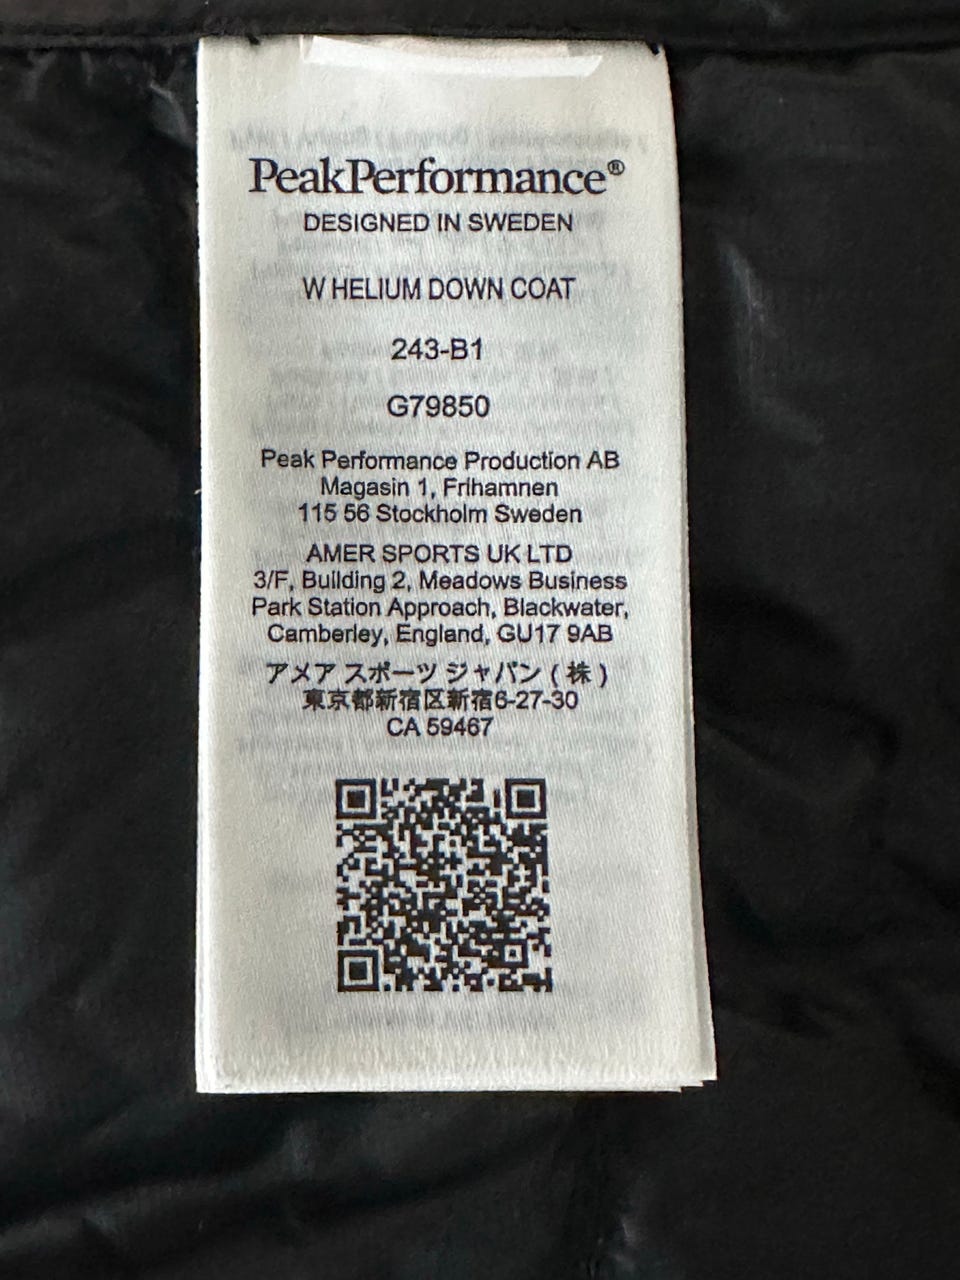 PeakPerformance®
DESIGNED IN SWEDEN
W HELIUM DOWN COAT
243-B1
G79850
Peak Performance Production AB
Magasin 1, Frihamnen
115 56 Stockholm Sweden
AMER SPORTS UK LTD
3/F, Building 2, Meadows Business
Park Station Approach, Blackwater,
Camberley, England, GU17 9AB
アメア スポーツ ジャパン ( 株 )
東京都新宿区新宿6-27-30
CA 59467